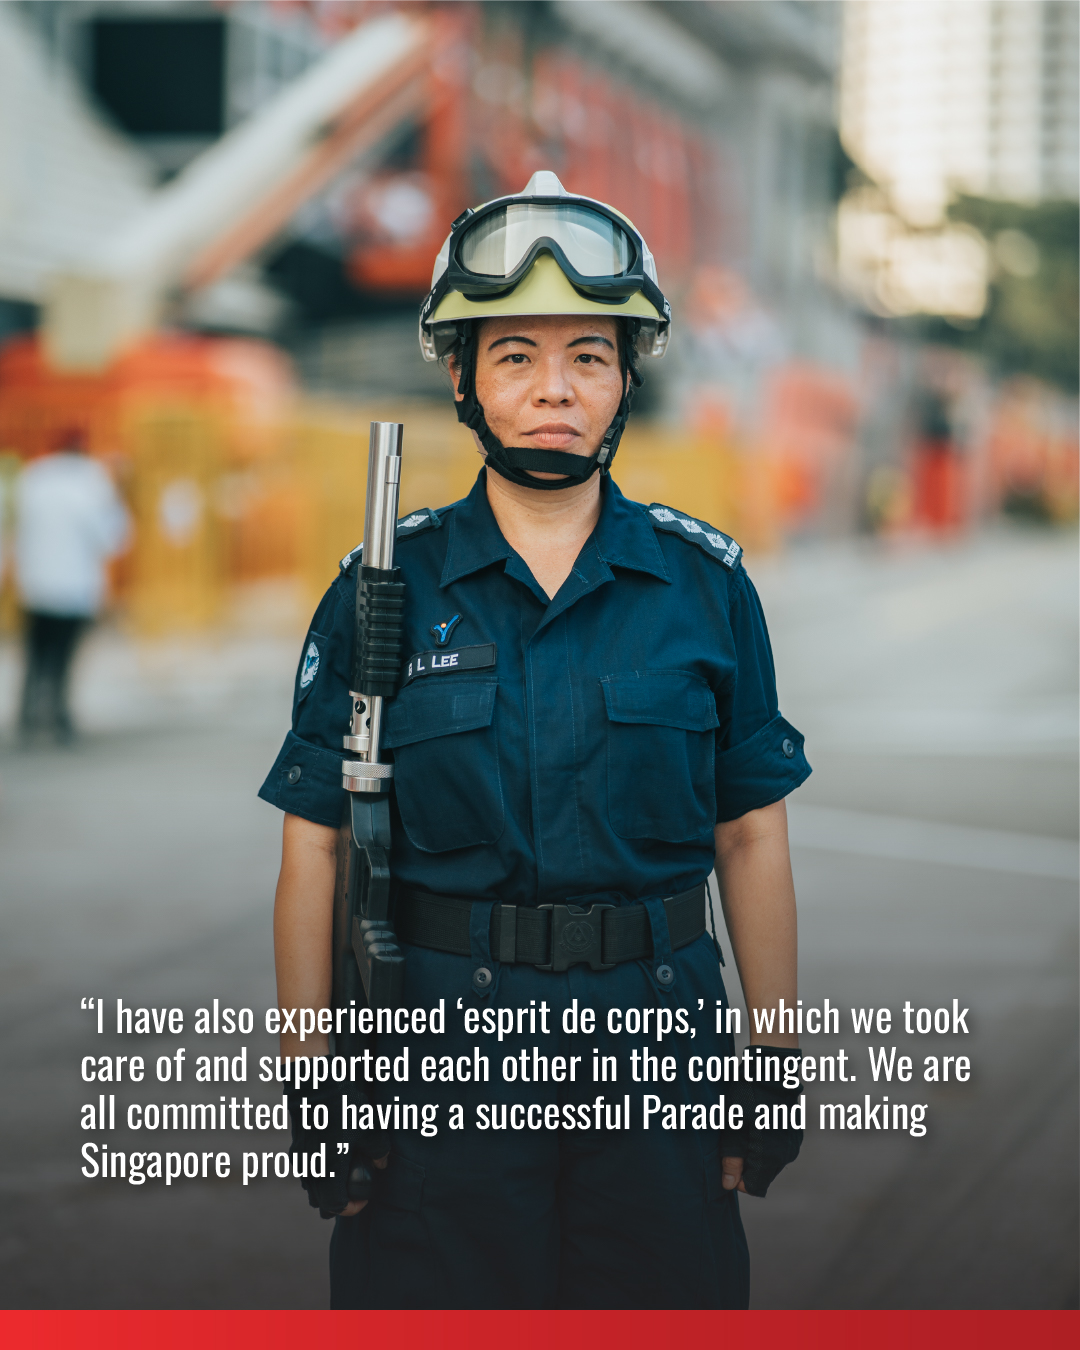 G L LEE
“I have also experienced ‘esprit de corps,’ in which we took
care of and supported each other in the contingent. We are
all committed to having a successful Parade and making
Singapore proud.”